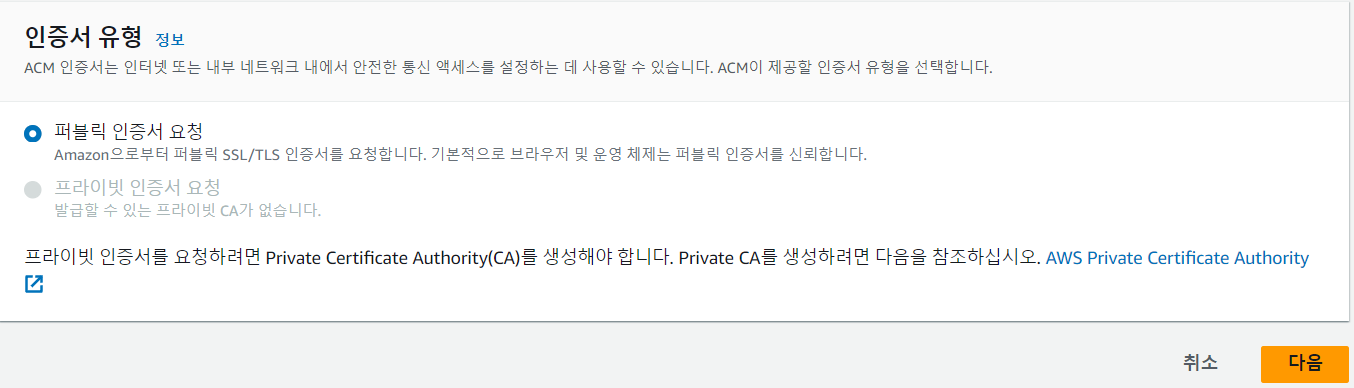 인증서 유형 정보
ACM 인증서는 인터넷 또는 내부 네트워크 내에서 안전한 통신 액세스를 설정하는 데 사용할 수 있습니다. ACM이 제공할 인증서 유형을 선택합니다.
퍼블릭 인증서 요청
Amazon으로부터 퍼블릭 SSL/TLS 인증서를 요청합니다. 기본적으로 브라우저 및 운영 체제는 퍼블릭 인증서를 신뢰합니다.
프라이빗 인증서 요청
발급할 수 있는 프라이빗 CA가 없습니다.
프라이빗 인증서를 요청하려면 Private Certificate Authority(CA)를 생성해야 합니다. Private CA를 생성하려면 다음을 참조하십시오. AWS Private Certificate Authority
취소 다음